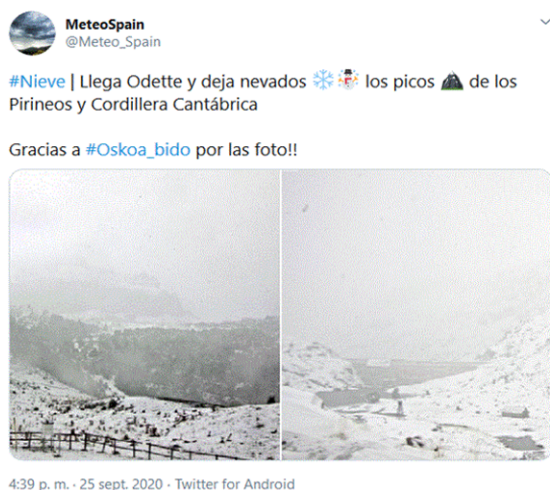 MeteoSpain
@Meteo_Spain
#Nieve | Llega Odette y deja nevados ❄️☃️ los picos ⛰️ de los
Pirineos y Cordillera Cantábrica
Gracias a #Oskoa_bido por las foto!!
4:39 p. m. · 25 sept. 2020 · Twitter for Android